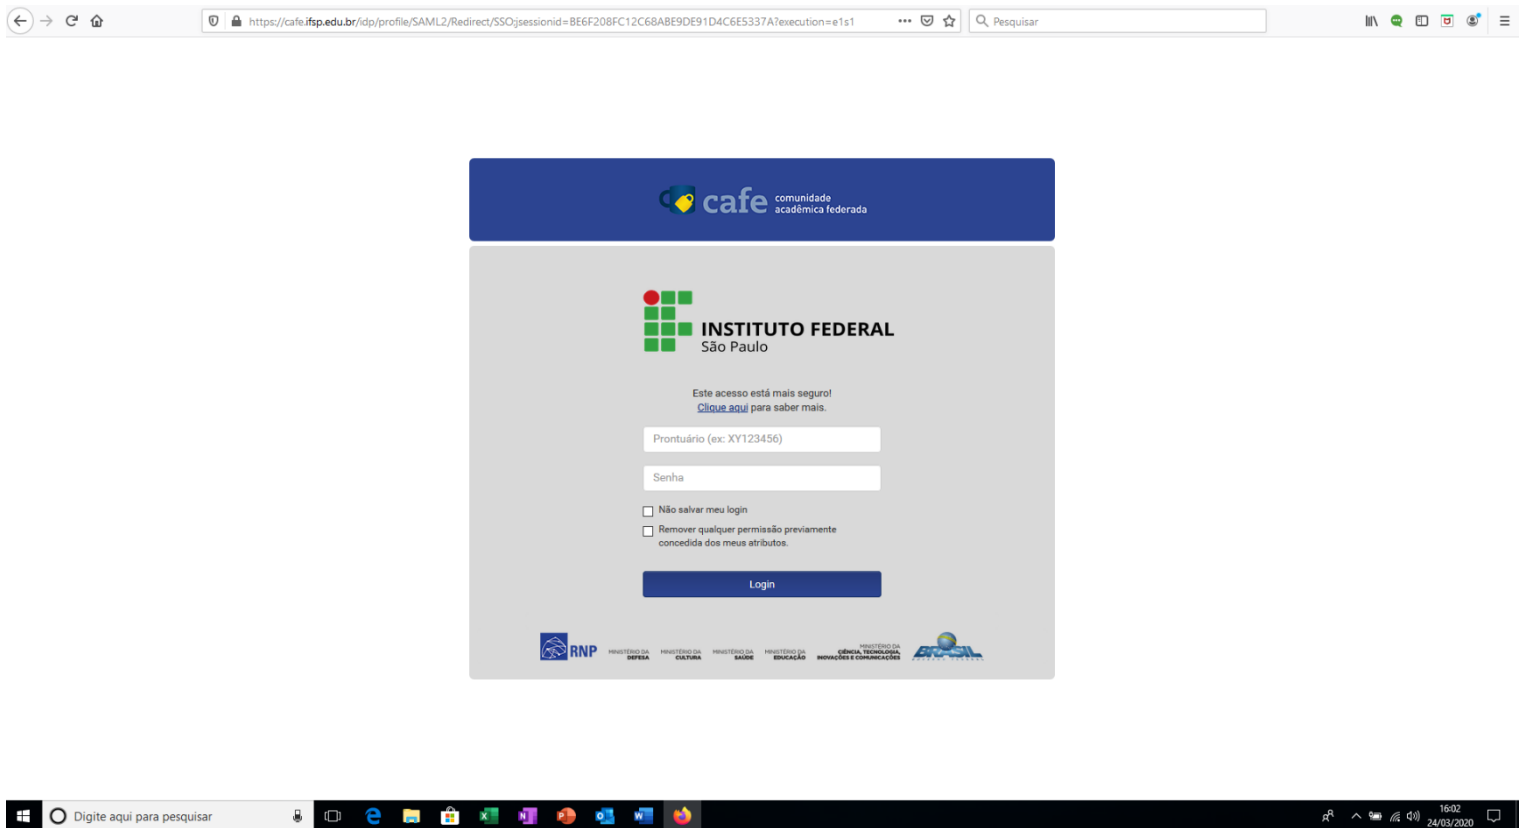 https://cafe.ifsp.edu.br/idp/profile/SAML2/Redirect/SSO;jsessionid=BE6F208FC12C68ABE9DE91D4C6E5337A?execution=e1s1
Pesquisar
cafe comunidade acadêmica federada
INSTITUTO FEDERAL
São Paulo
Este acesso está mais seguro!
Clique aqui para saber mais.
Prontuário (ex: XY123456)
Senha
Não salvar meu login
Remover qualquer permissão previamente
concedida dos meus atributos.
Login
RNP
MINISTÉRIO DA DEFESA
MINISTÉRIO DA CULTURA
MINISTÉRIO DA SAÚDE
MINISTÉRIO DA EDUCAÇÃO
MINISTÉRIO DA CIÊNCIA, TECNOLOGIA, INOVAÇÕES E COMUNICAÇÕES
BRASIL
Digite aqui para pesquisar
16:02
24/03/2020